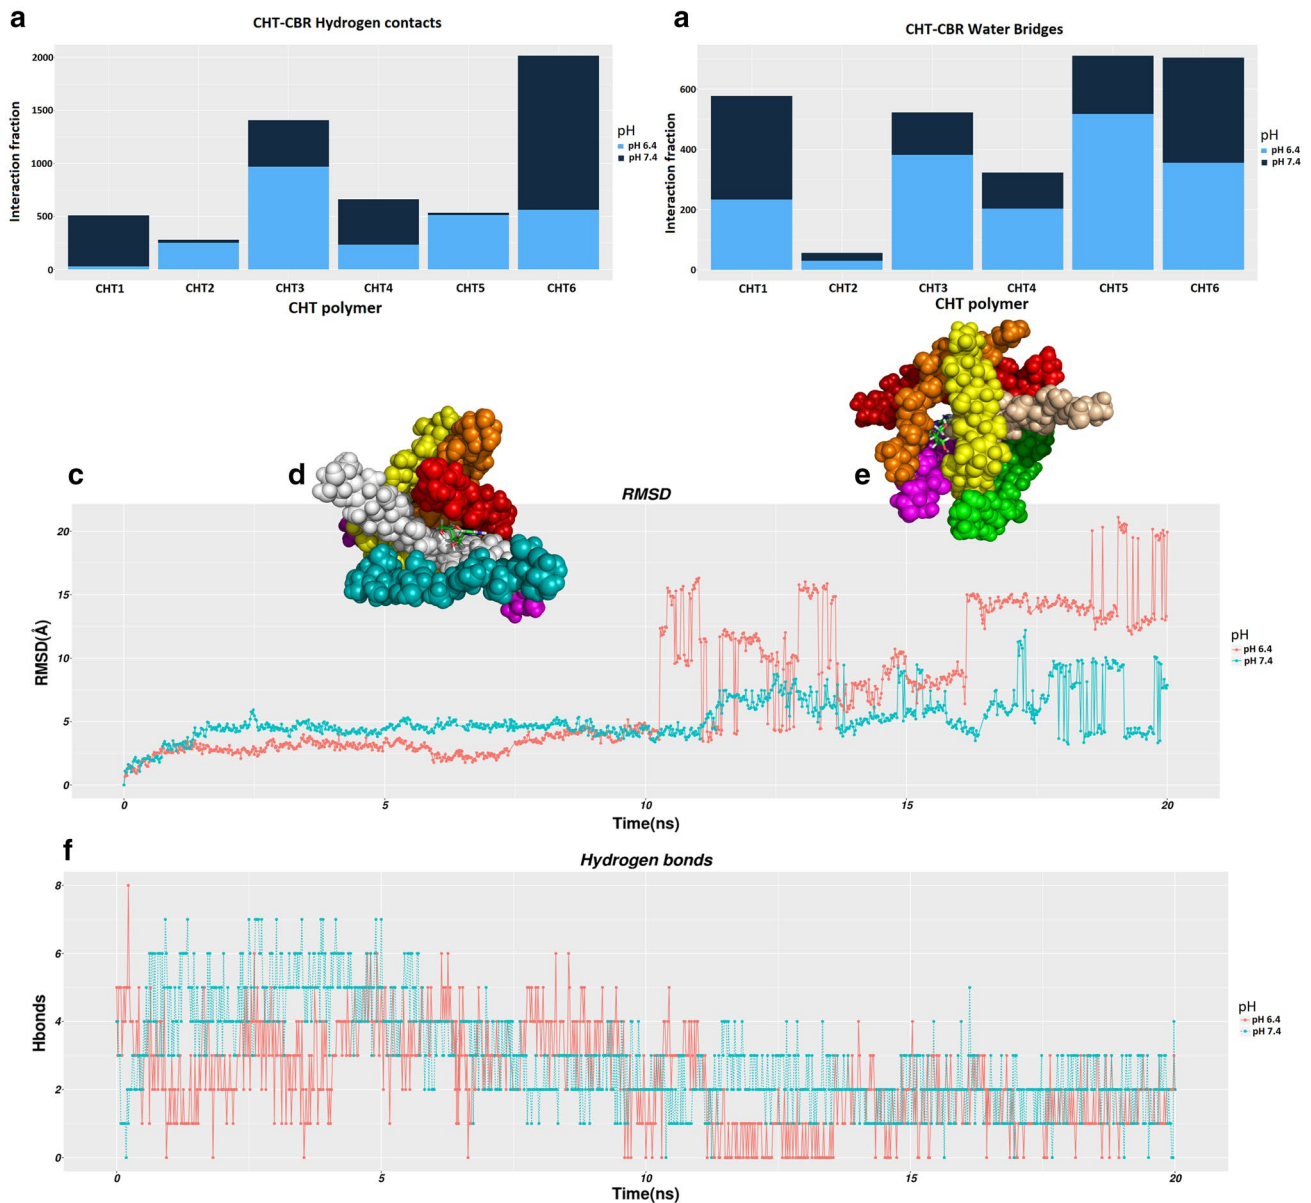 a
CHT-CBR Hydrogen contacts
Interaction fraction
2000
1500
1000
500
0
CHT1 CHT2 CHT3 CHT4 CHT5 CHT6
CHT polymer
pH
pH 6.4
pH 7.4
a
CHT-CBR Water Bridges
Interaction fraction
600
400
200
0
CHT1 CHT2 CHT3 CHT4 CHT5 CHT6
CHT polymer
pH
pH 6.4
pH 7.4
c
d
e
RMSD
RMSD(Å)
20
15
10
5
0
0 5 10 15 20
Time(ns)
pH
pH 6.4
pH 7.4
f
Hydrogen bonds
Hbonds
8
6
4
2
0
0 5 10 15 20
Time(ns)
pH
pH 6.4
pH 7.4